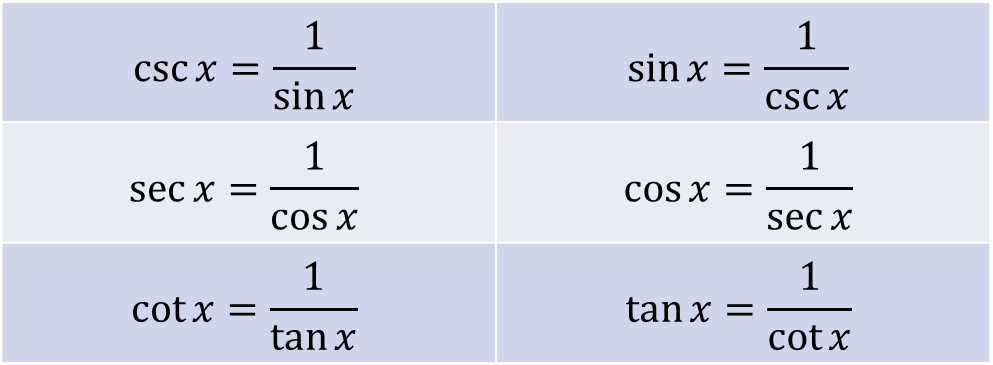 csc x = 1/sin x
sin x = 1/csc x
sec x = 1/cos x
cos x = 1/sec x
cot x = 1/tan x
tan x = 1/cot x